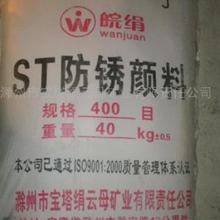 皖绢
wanjuan
ST防锈颜料
规格 400 目
重量 40 kg±0.5
本公司已通过ISO9001:2000质量管理体系认证
滁州市宝塔绢云母矿业有限责任公司